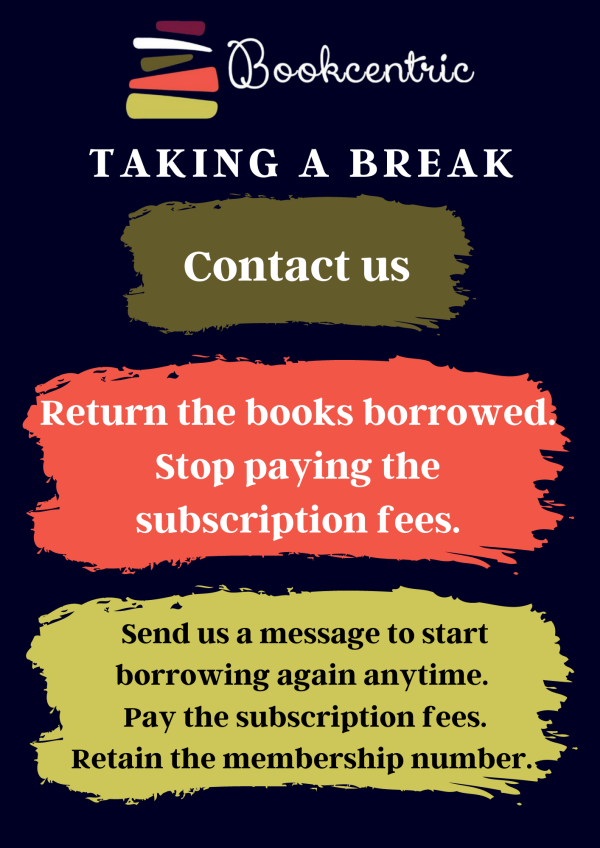 Bookcentric
TAKING A BREAK
Contact us
Return the books borrowed.
Stop paying the
subscription fees.
Send us a message to start
borrowing again anytime.
Pay the subscription fees.
Retain the membership number.